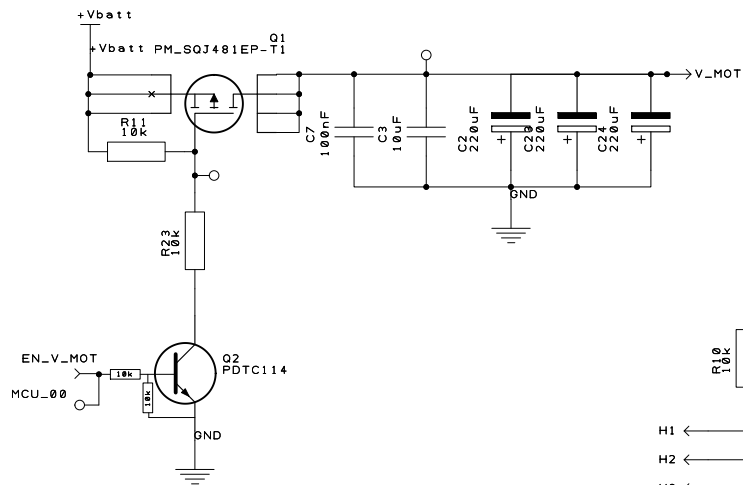 +Vbatt
+Vbatt PM_SQJ481EP-T1
Q1
V_MOT
R11
10k
C7
100nF
C3
10uF
C2
220uF
C23
220uF
C24
220uF
+
+
+
GND
R23
10k
EN_V_MOT
MCU_00
10k
10k
Q2
PDTC114
GND
R10
10k
H1
H2